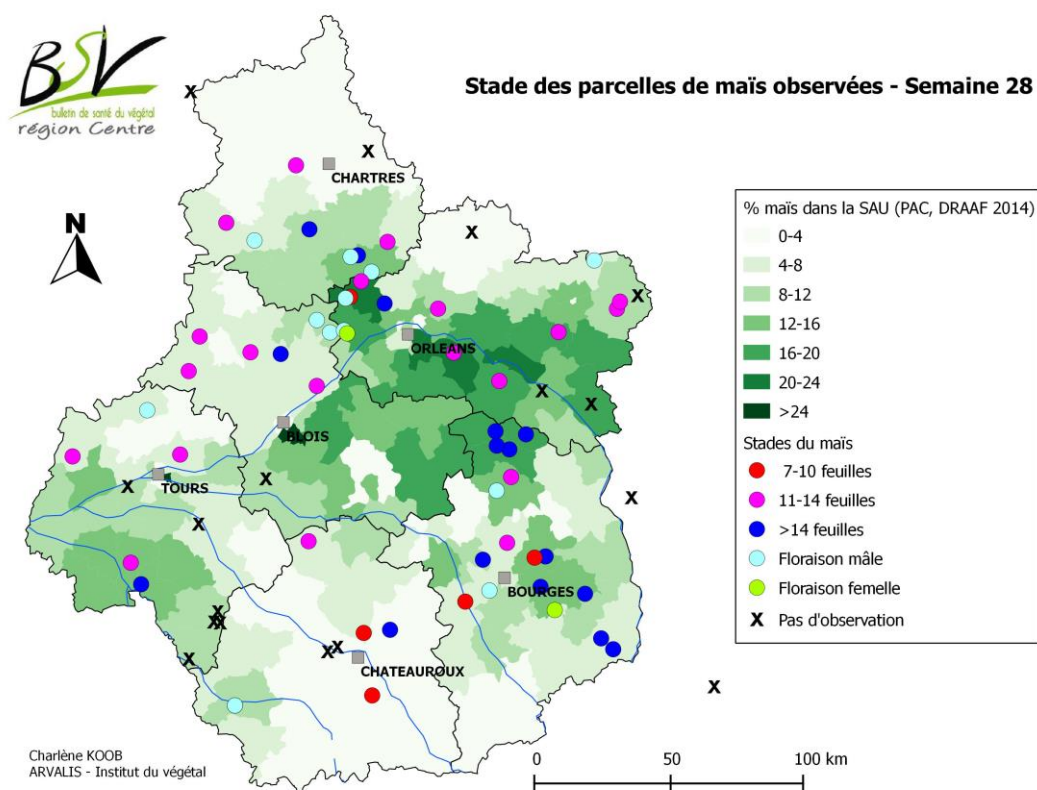 BSV
bulletin de santé du végétal
région Centre
Stade des parcelles de maïs observées - Semaine 28
N
X
X
CHARTRES
X
X
ORLEANS
X
X
BLOIS
X
TOURS
X
X
X
BOURGES
X
X
X
X
X
X
X
CHATEAUROUX
X
% maïs dans la SAU (PAC, DRAAF 2014)
0-4
4-8
8-12
12-16
16-20
20-24
>24
Stades du maïs
7-10 feuilles
11-14 feuilles
>14 feuilles
Floraison mâle
Floraison femelle
X Pas d'observation
Charlène KOOB
ARVALIS - Institut du végétal
0 50 100 km